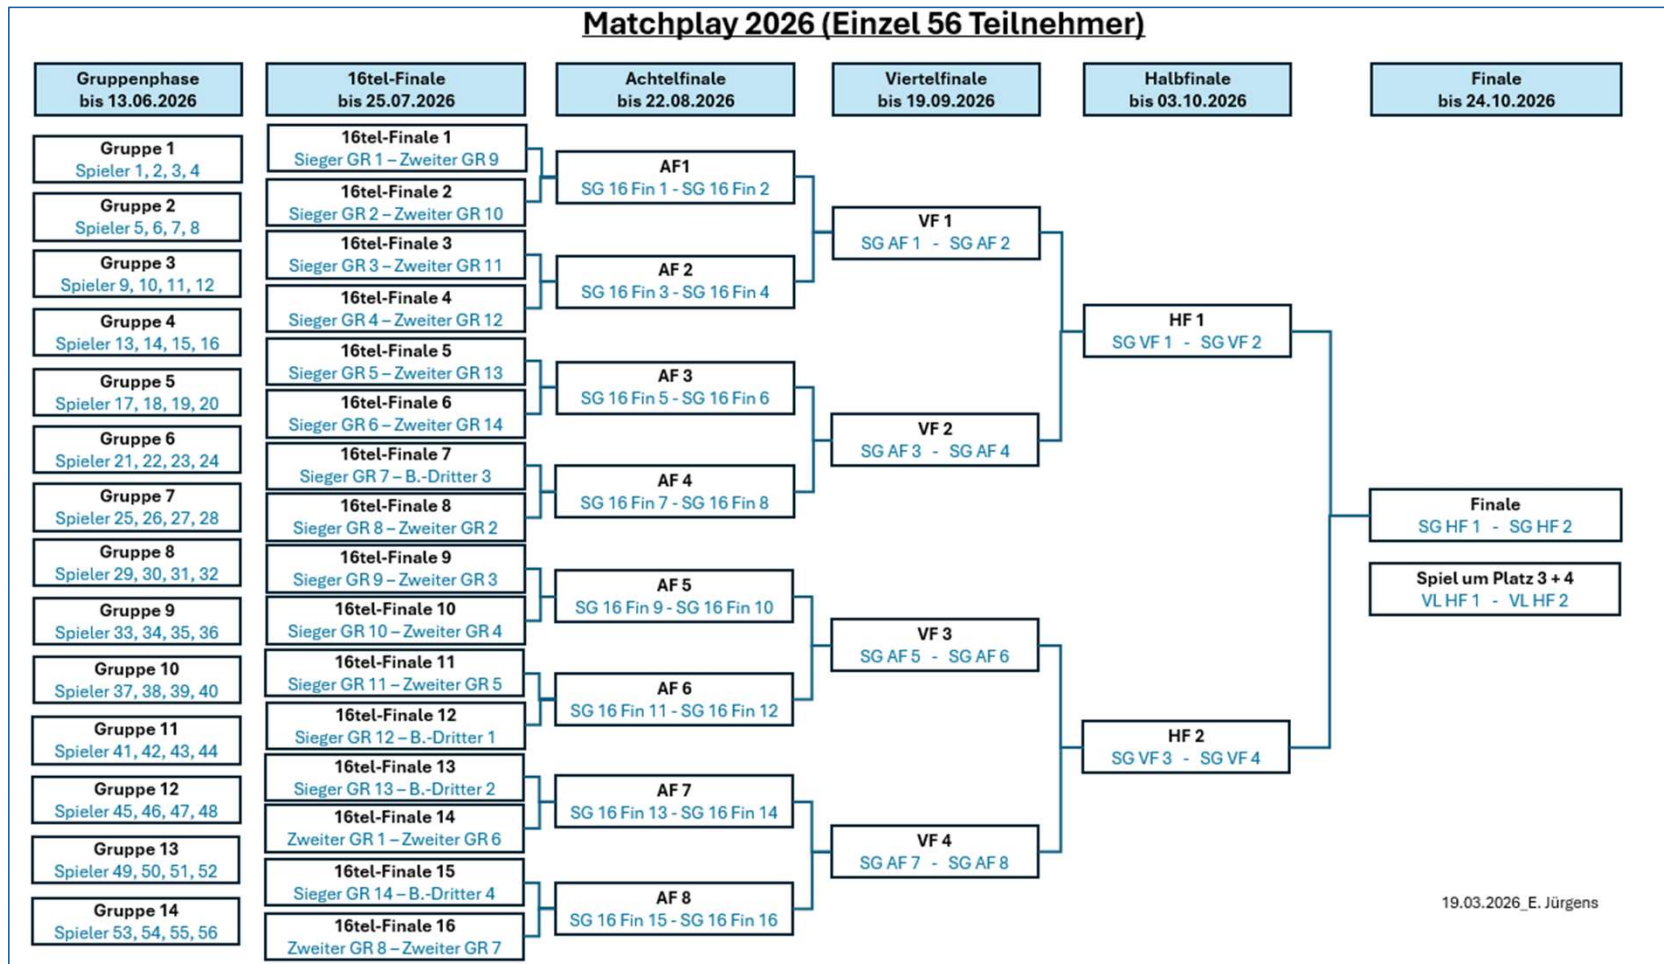 Matchplay 2026 (Einzel 56 Teilnehmer)
Gruppenphase
bis 13.06.2026
Gruppe 1
Spieler 1, 2, 3, 4
Gruppe 2
Spieler 5, 6, 7, 8
Gruppe 3
Spieler 9, 10, 11, 12
Gruppe 4
Spieler 13, 14, 15, 16
Gruppe 5
Spieler 17, 18, 19, 20
Gruppe 6
Spieler 21, 22, 23, 24
Gruppe 7
Spieler 25, 26, 27, 28
Gruppe 8
Spieler 29, 30, 31, 32
Gruppe 9
Spieler 33, 34, 35, 36
Gruppe 10
Spieler 37, 38, 39, 40
Gruppe 11
Spieler 41, 42, 43, 44
Gruppe 12
Spieler 45, 46, 47, 48
Gruppe 13
Spieler 49, 50, 51, 52
Gruppe 14
Spieler 53, 54, 55, 56
16tel-Finale
bis 25.07.2026
16tel-Finale 1
Sieger GR 1 – Zweiter GR 9
16tel-Finale 2
Sieger GR 2 – Zweiter GR 10
16tel-Finale 3
Sieger GR 3 – Zweiter GR 11
16tel-Finale 4
Sieger GR 4 – Zweiter GR 12
16tel-Finale 5
Sieger GR 5 – Zweiter GR 13
16tel-Finale 6
Sieger GR 6 – Zweiter GR 14
16tel-Finale 7
Sieger GR 7 – B.-Dritter 3
16tel-Finale 8
Sieger GR 8 – Zweiter GR 2
16tel-Finale 9
Sieger GR 9 – Zweiter GR 3
16tel-Finale 10
Sieger GR 10 – Zweiter GR 4
16tel-Finale 11
Sieger GR 11 – Zweiter GR 5
16tel-Finale 12
Sieger GR 12 – B.-Dritter 1
16tel-Finale 13
Sieger GR 13 – B.-Dritter 2
16tel-Finale 14
Zweiter GR 1 – Zweiter GR 6
16tel-Finale 15
Sieger GR 14 – B.-Dritter 4
16tel-Finale 16
Zweiter GR 8 – Zweiter GR 7
Achtelfinale
bis 22.08.2026
AF1
SG 16 Fin 1 - SG 16 Fin 2
AF 2
SG 16 Fin 3 - SG 16 Fin 4
AF 3
SG 16 Fin 5 - SG 16 Fin 6
AF 4
SG 16 Fin 7 - SG 16 Fin 8
AF 5
SG 16 Fin 9 - SG 16 Fin 10
AF 6
SG 16 Fin 11 - SG 16 Fin 12
AF 7
SG 16 Fin 13 - SG 16 Fin 14
AF 8
SG 16 Fin 15 - SG 16 Fin 16
Viertelfinale
bis 19.09.2026
VF 1
SG AF 1 - SG AF 2
VF 2
SG AF 3 - SG AF 4
VF 3
SG AF 5 - SG AF 6
VF 4
SG AF 7 - SG AF 8
Halbfinale
bis 03.10.2026
HF 1
SG VF 1 - SG VF 2
HF 2
SG VF 3 - SG VF 4
Finale
bis 24.10.2026
Finale
SG HF 1 - SG HF 2
Spiel um Platz 3 + 4
VL HF 1 - VL HF 2
19.03.2026_E. Jürgens